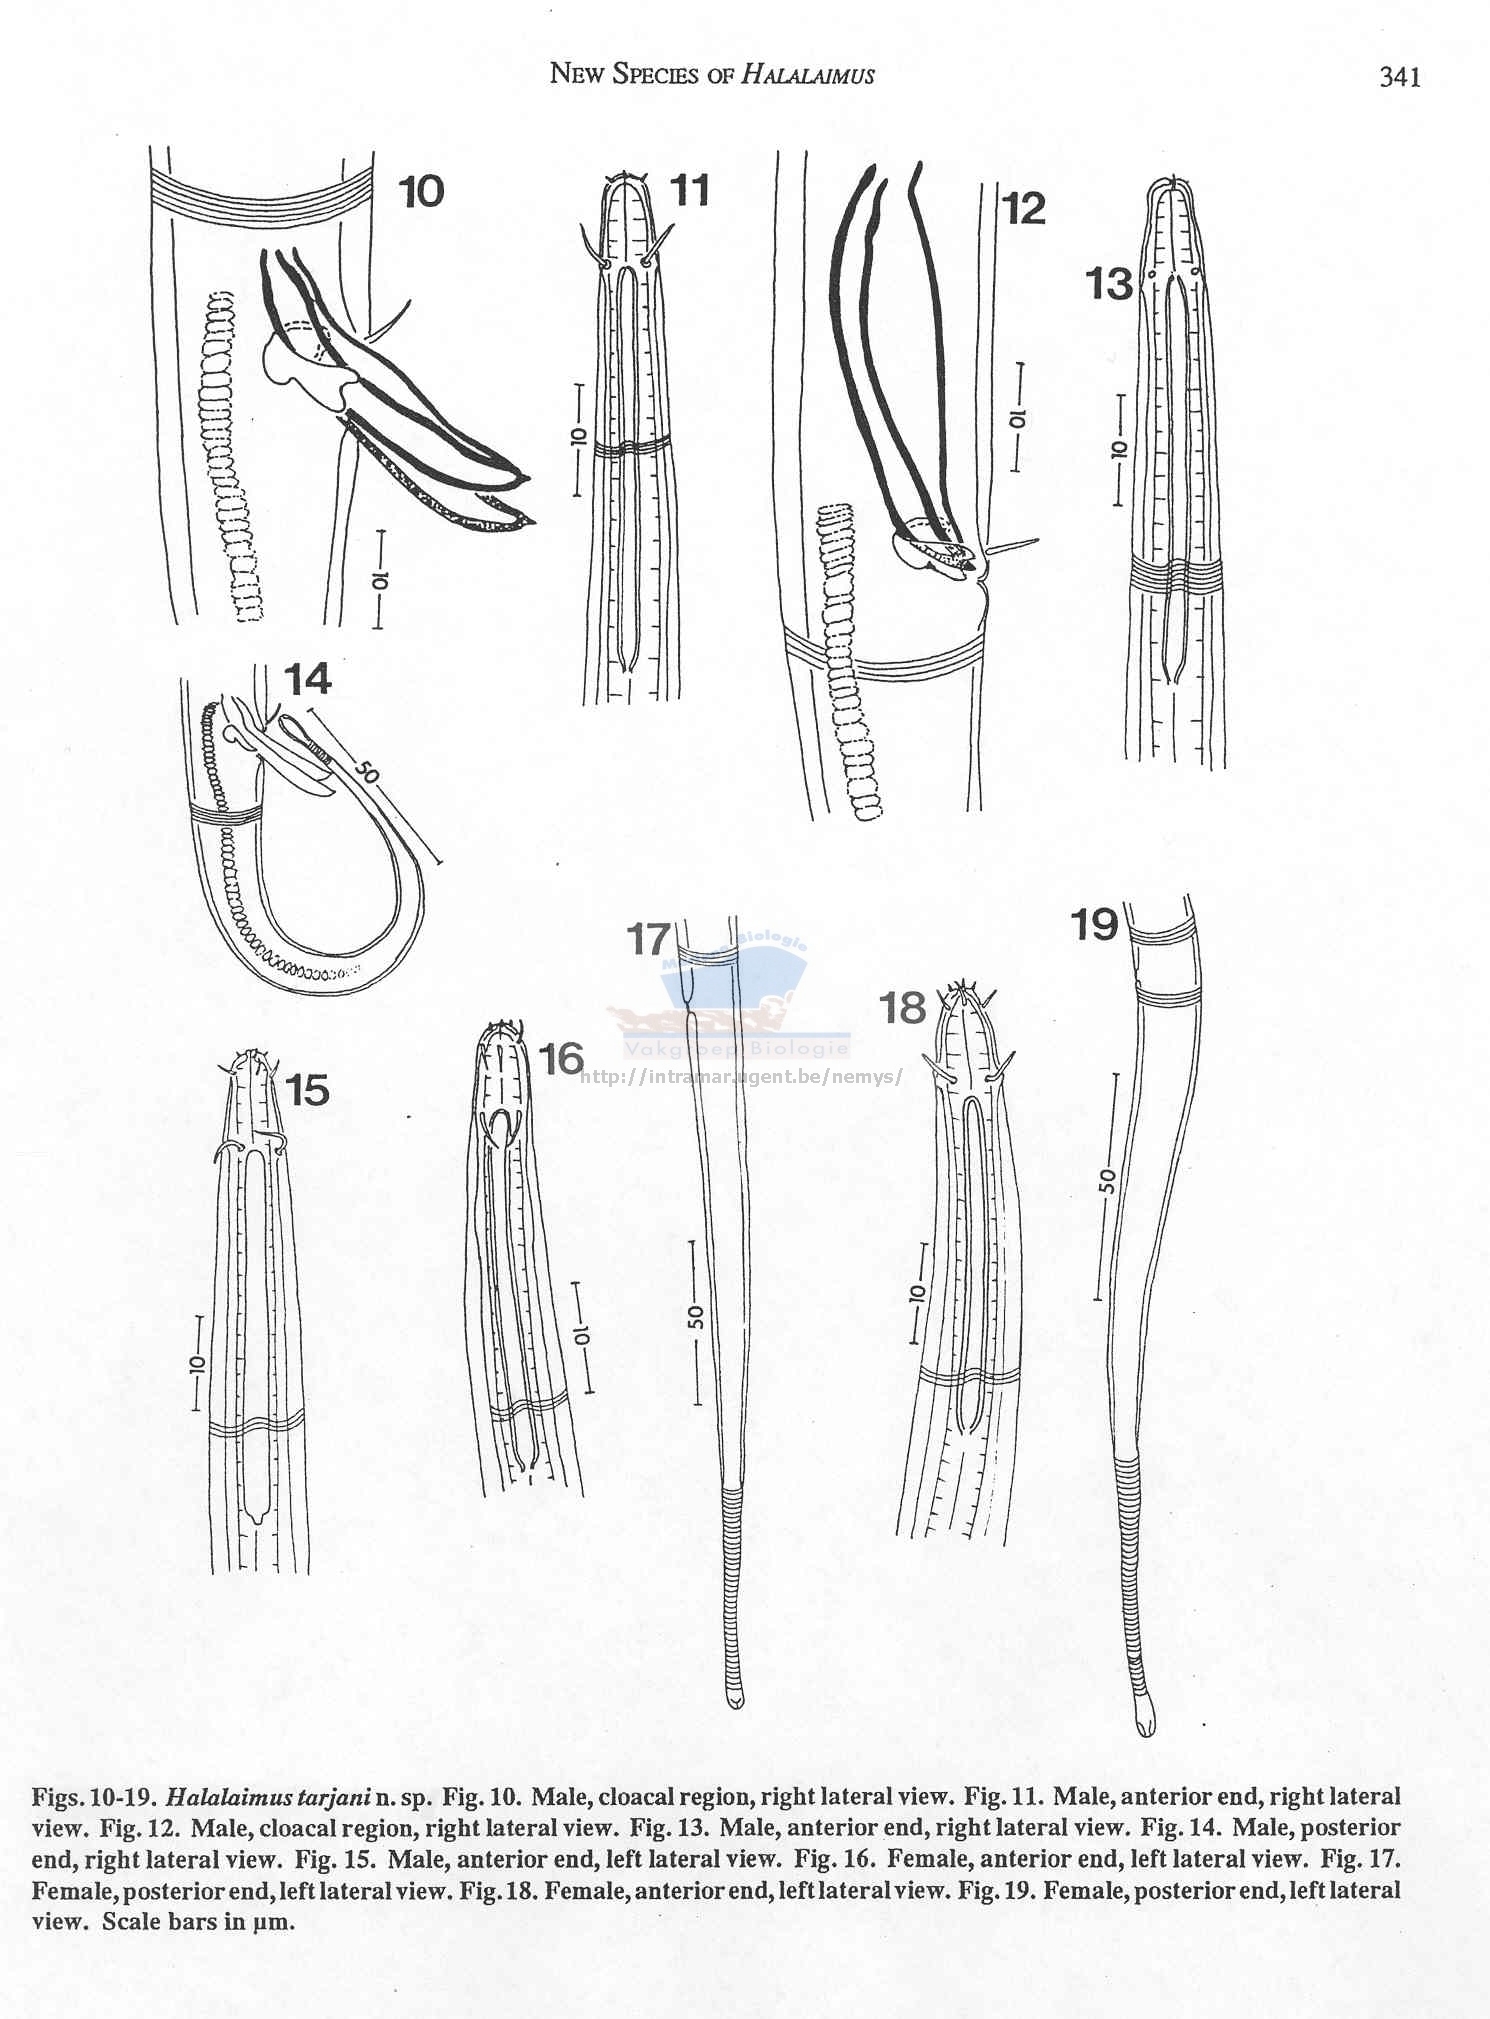 NEW SPECIES OF HALALAIMUS
341
10
11
12
13
10
10
10
10
14
50
15
16
17
18
19
Marine Biologie
Vakgroep Biologie
http://intramar.ugent.be/nemys/
10
10
50
10
50
Figs. 10-19. Halalaimus tarjani n. sp. Fig. 10. Male, cloacal region, right lateral view. Fig. 11. Male, anterior end, right lateral
view. Fig. 12. Male, cloacal region, right lateral view. Fig. 13. Male, anterior end, right lateral view. Fig. 14. Male, posterior
end, right lateral view. Fig. 15. Male, anterior end, left lateral view. Fig. 16. Female, anterior end, left lateral view. Fig. 17.
Female, posterior end, left lateral view. Fig. 18. Female, anterior end, left lateral view. Fig. 19. Female, posterior end, left lateral
view. Scale bars in µm.